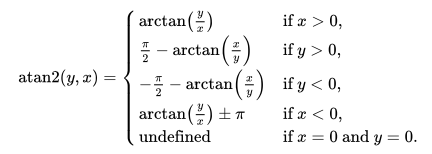 arctan(y/x) if x > 0,
π/2 − arctan(x/y) if y > 0,
atan2(y, x) = { −π/2 − arctan(x/y) if y < 0,
arctan(y/x) ± π if x < 0,
undefined if x = 0 and y = 0.